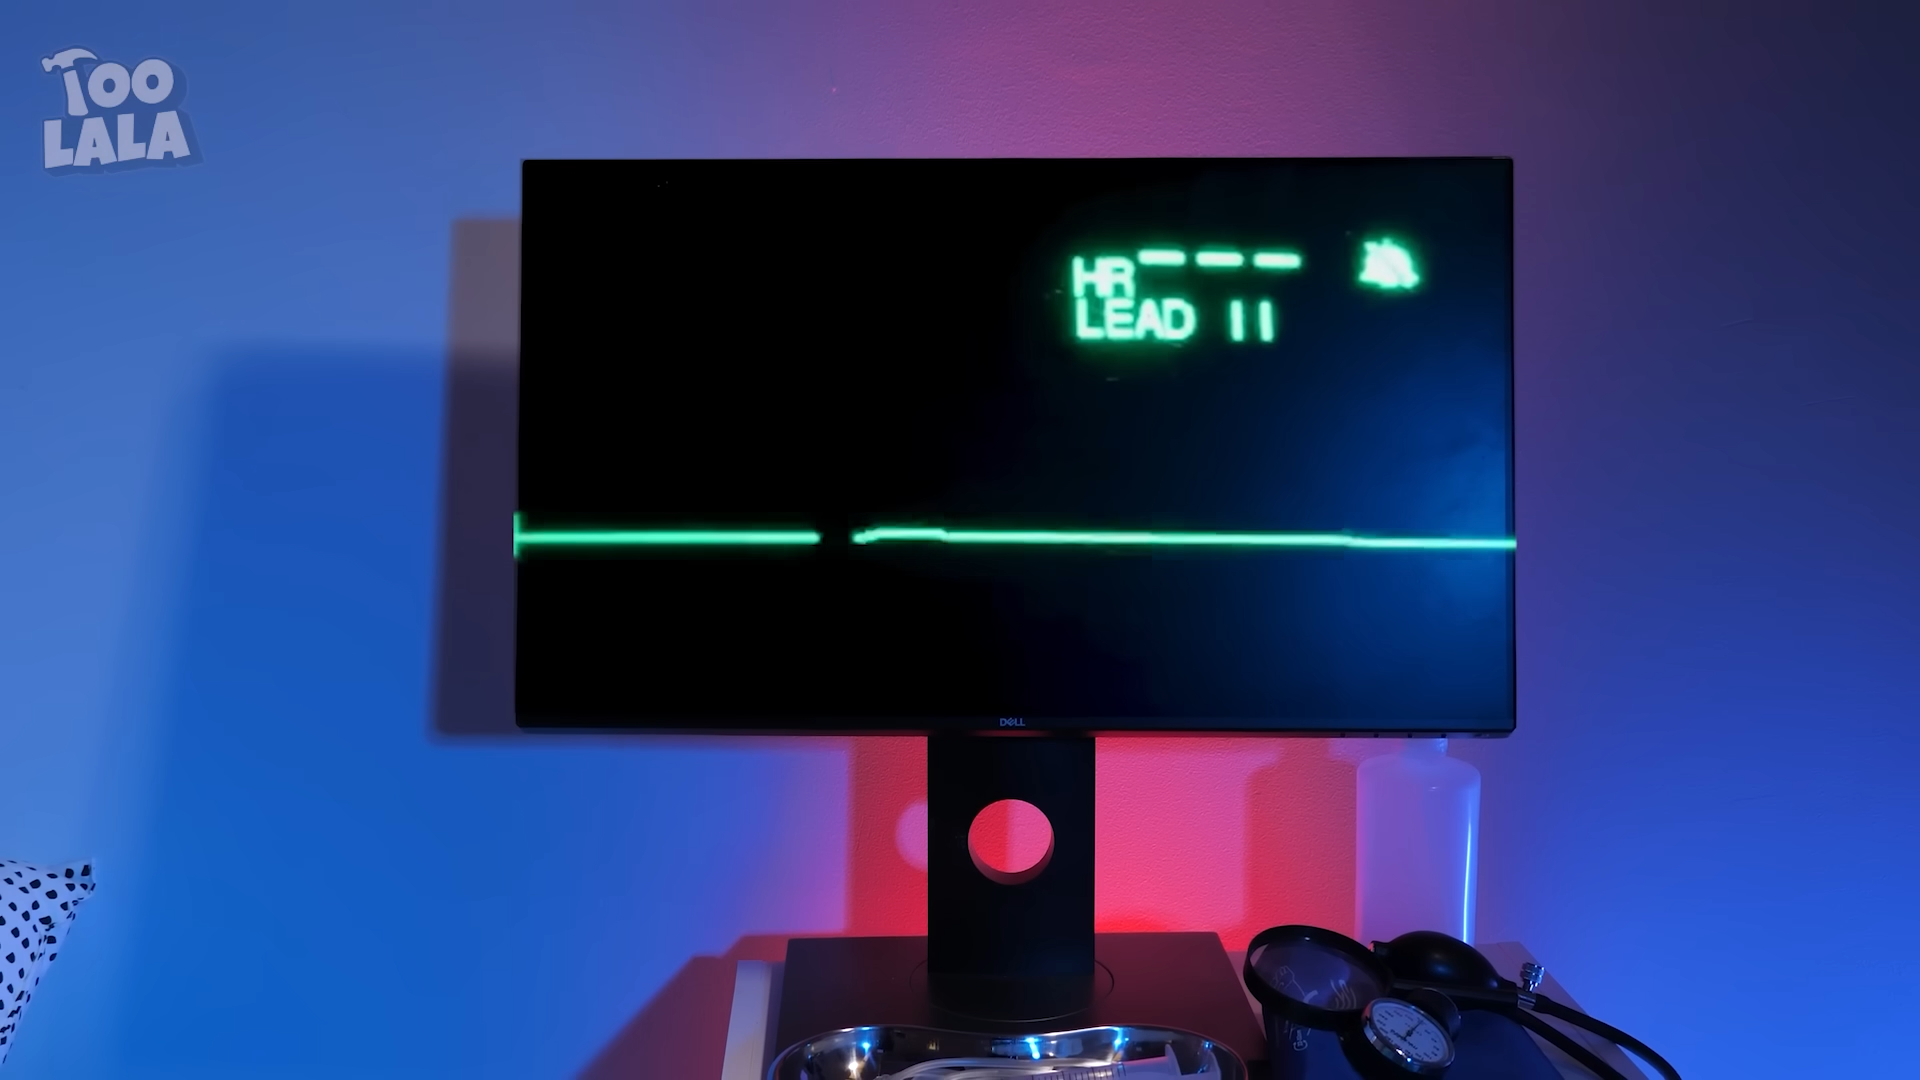 TOO
LALA
HR---
LEAD II
DELL